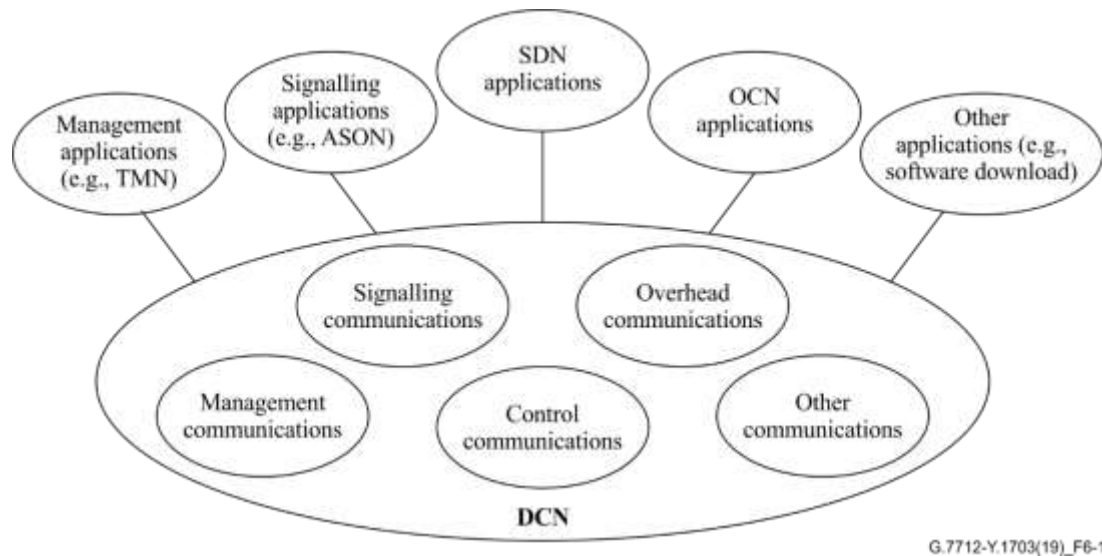 SDN
applications
Signalling
applications
(e.g., ASON)
OCN
applications
Management
applications
(e.g., TMN)
Other
applications (e.g.,
software download)
Signalling
communications
Overhead
communications
Management
communications
Control
communications
Other
communications
DCN
G.7712-Y.1703(19)_F6-1